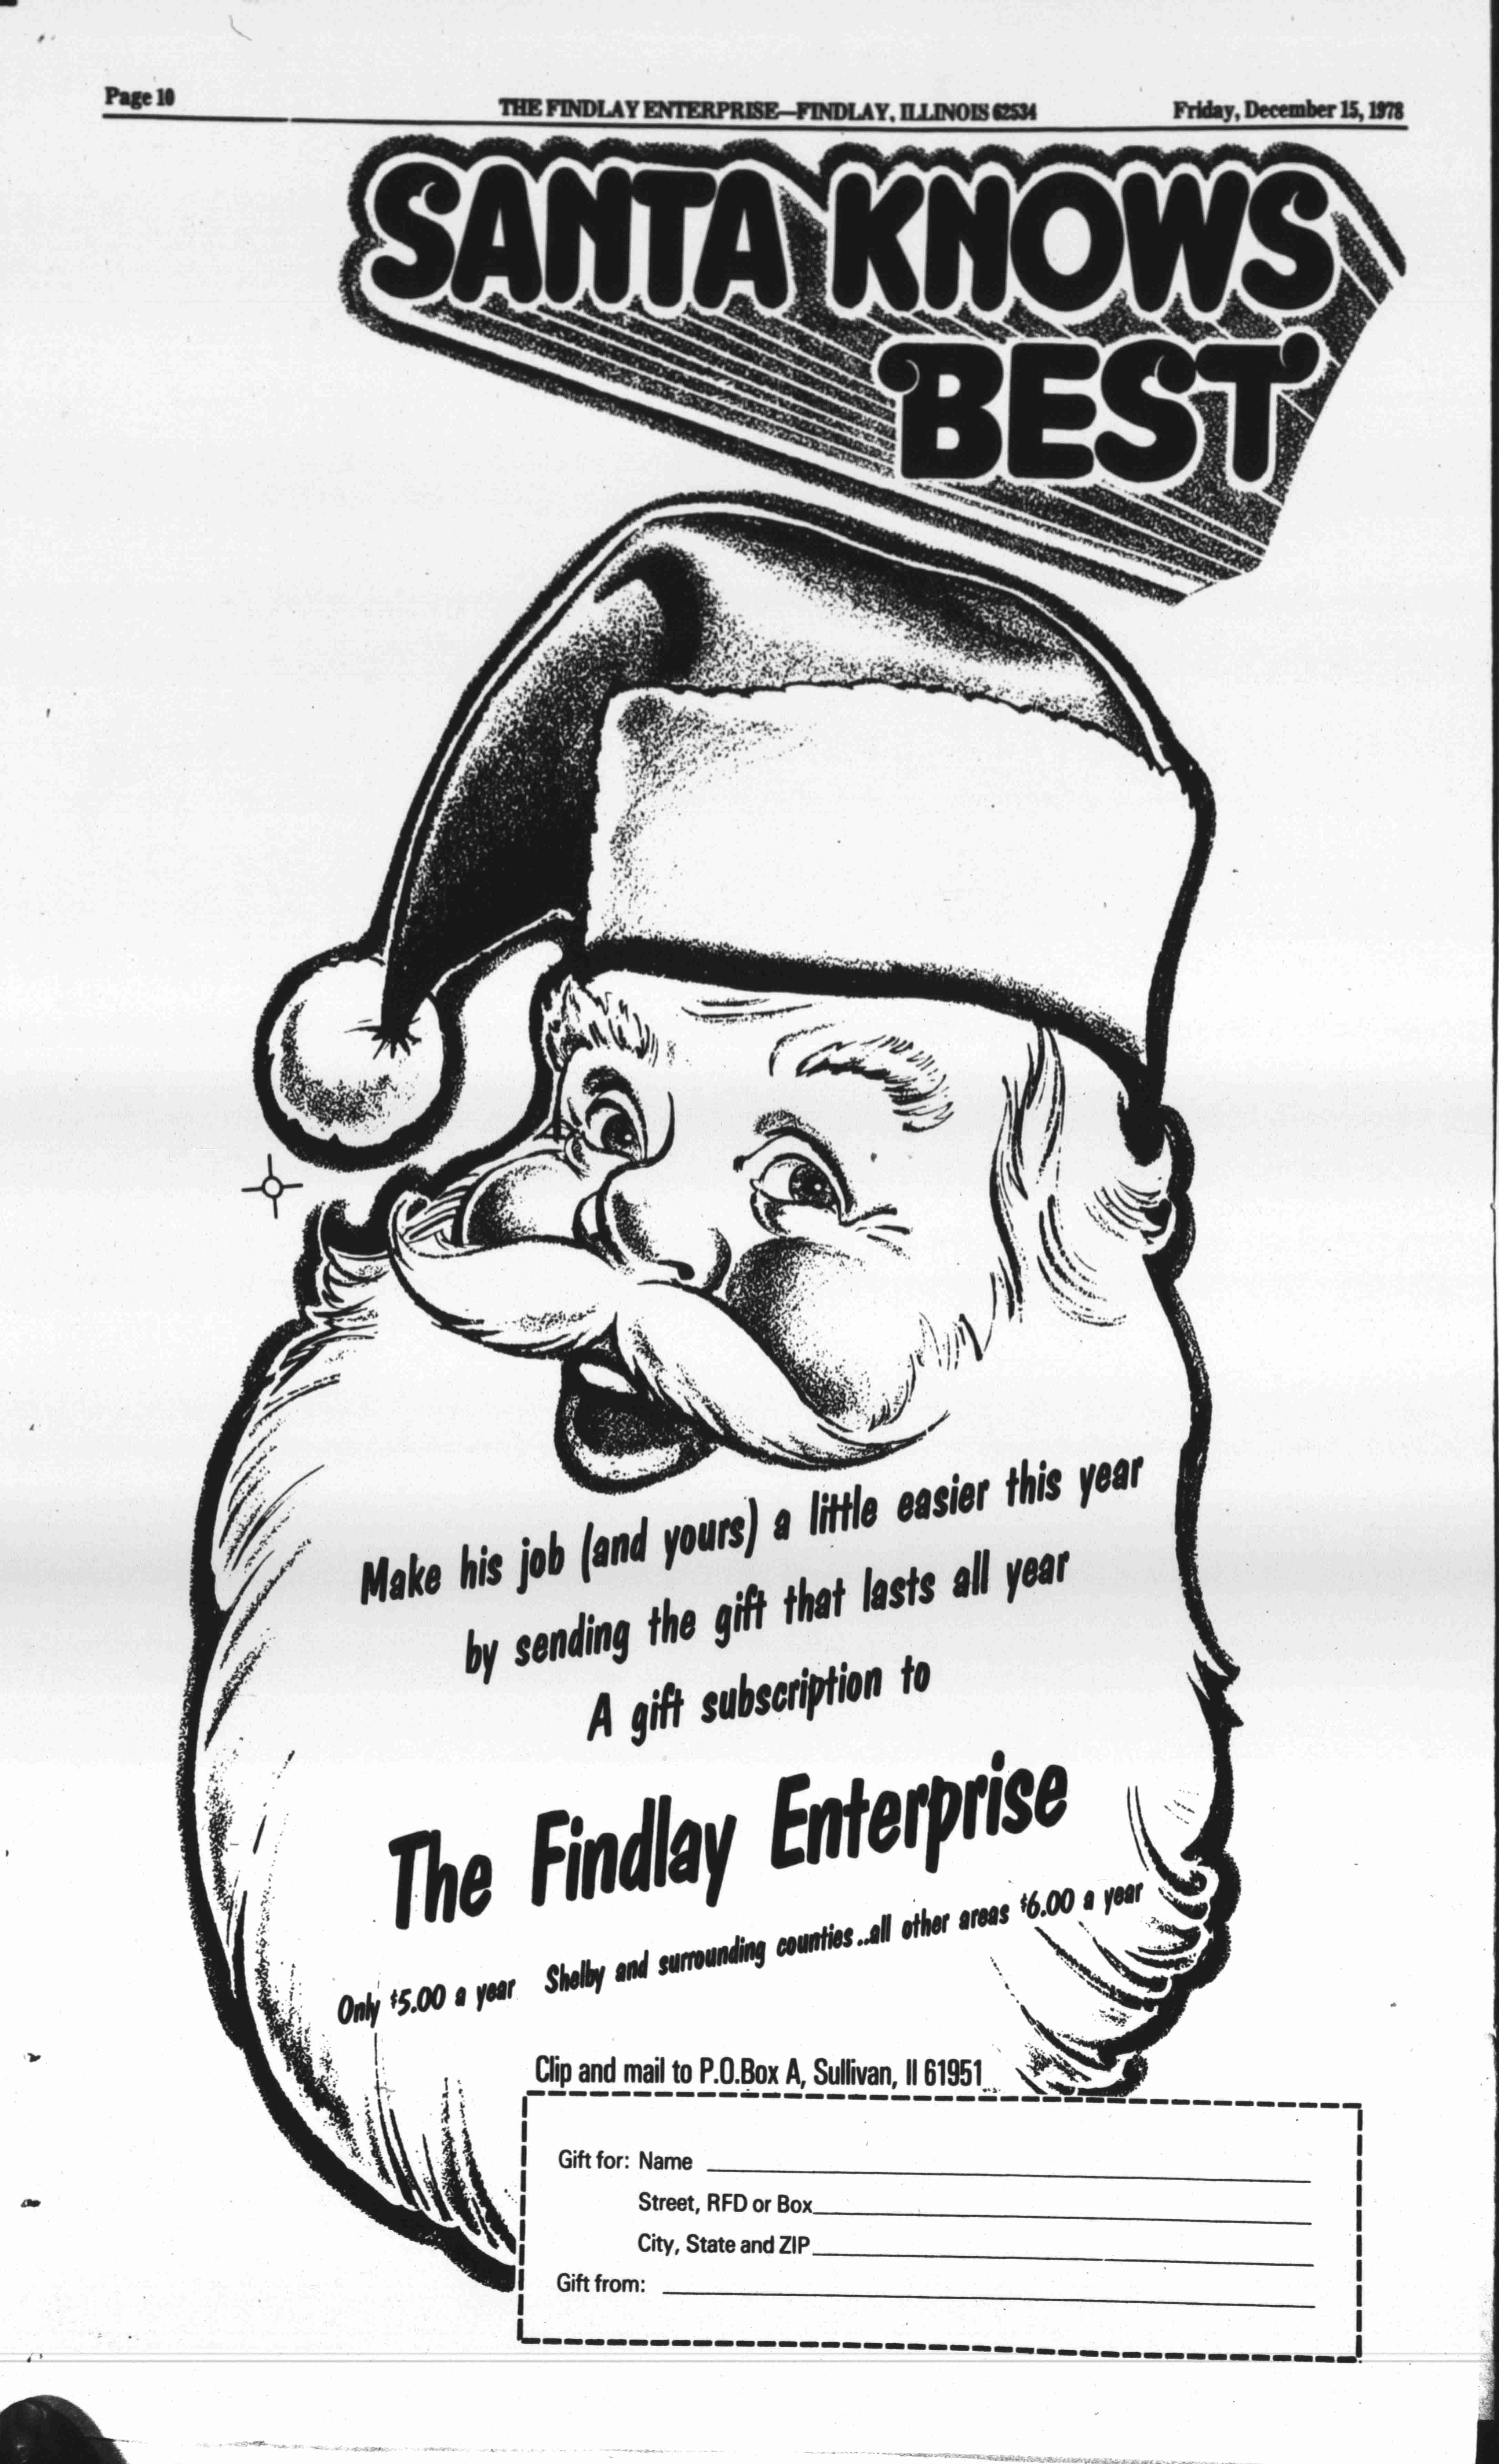 Page 10
THE FINDLAY ENTERPRISE—FINDLAY, ILLINOIS 62534
Friday, December 15, 1978
SANTA KNOWS
BEST
Make his job (and yours) a little easier this year
by sending the gift that lasts all year
A gift subscription to
The Findlay Enterprise
Only $5.00 a year Shelby and surrounding counties..all other areas $6.00 a year
Clip and mail to P.O.Box A, Sullivan, Il 61951
Gift for: Name
Street, RFD or Box
City, State and ZIP
Gift from: